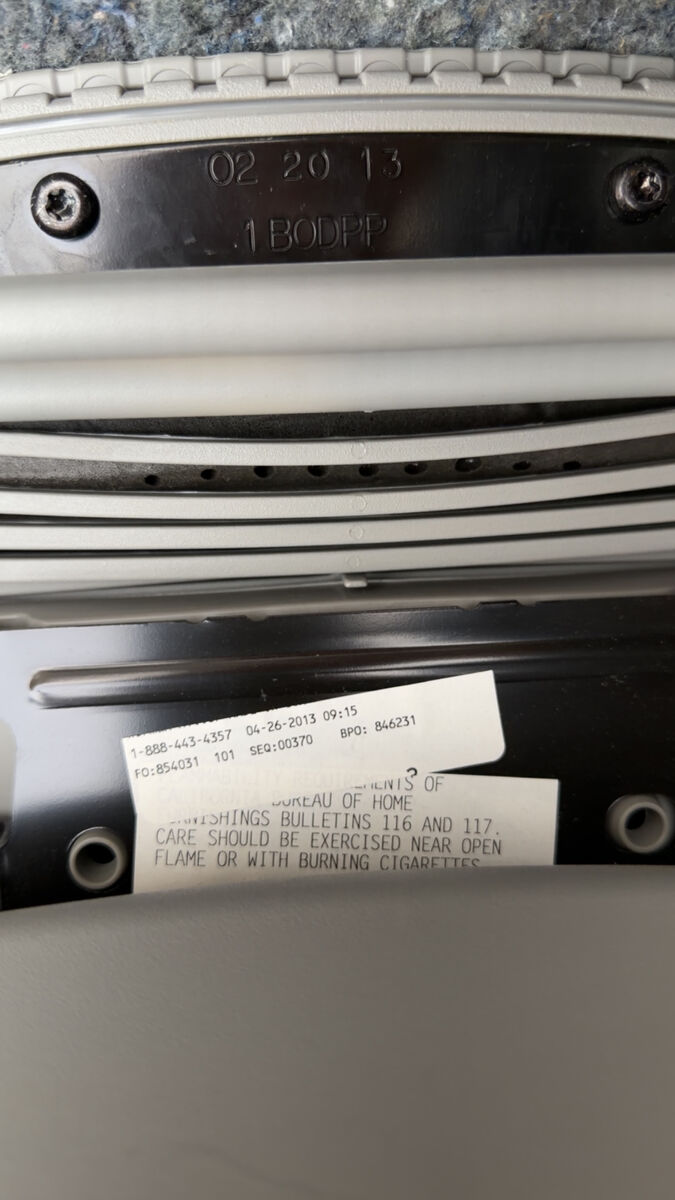 02 20 13
1BODPP
1-888-443-4357 04-26-2013 09:15
FO:854031 101 SEQ:00370 BPO: 846231
REQUIREMENTS OF
BUREAU OF HOME
FURNISHINGS BULLETINS 116 AND 117.
CARE SHOULD BE EXERCISED NEAR OPEN
FLAME OR WITH BURNING CIGARETTES